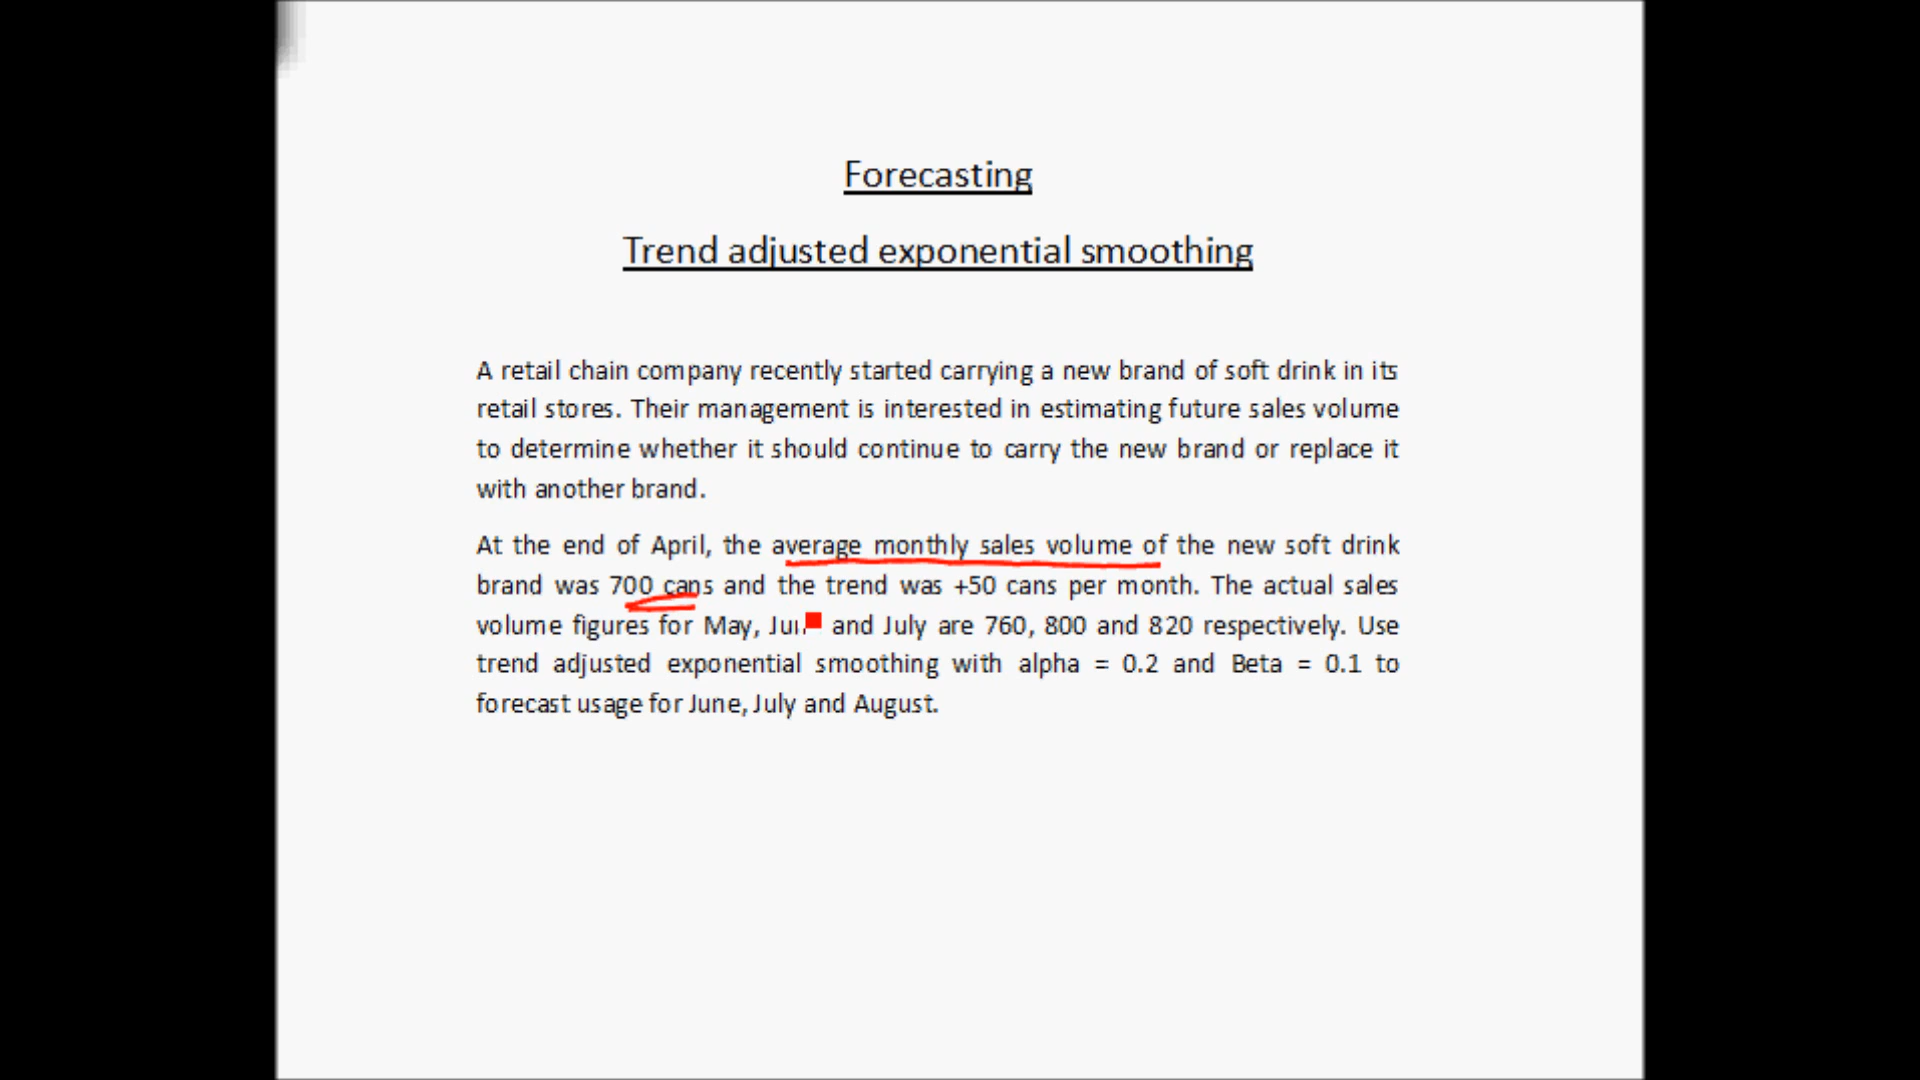 Forecasting
Trend adjusted exponential smoothing
A retail chain company recently started carrying a new brand of soft drink in its
retail stores. Their management is interested in estimating future sales volume
to determine whether it should continue to carry the new brand or replace it
with another brand.
At the end of April, the average monthly sales volume of the new soft drink
brand was 700 cans and the trend was +50 cans per month. The actual sales
volume figures for May, and July are 760, 800 and 820 respectively. Use
trend adjusted exponential smoothing with alpha = 0.2 and Beta = 0.1 to
forecast usage for June, July and August.